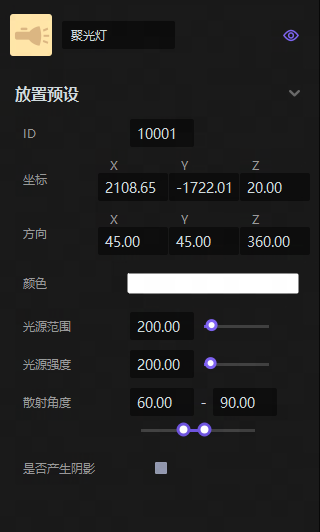 聚光灯
放置预设
ID 10001
X Y Z
坐标 2108.65 -1722.01 20.00
X Y Z
方向 45.00 45.00 360.00
颜色
光源范围 200.00
光源强度 200.00
散射角度 60.00 - 90.00
是否产生阴影